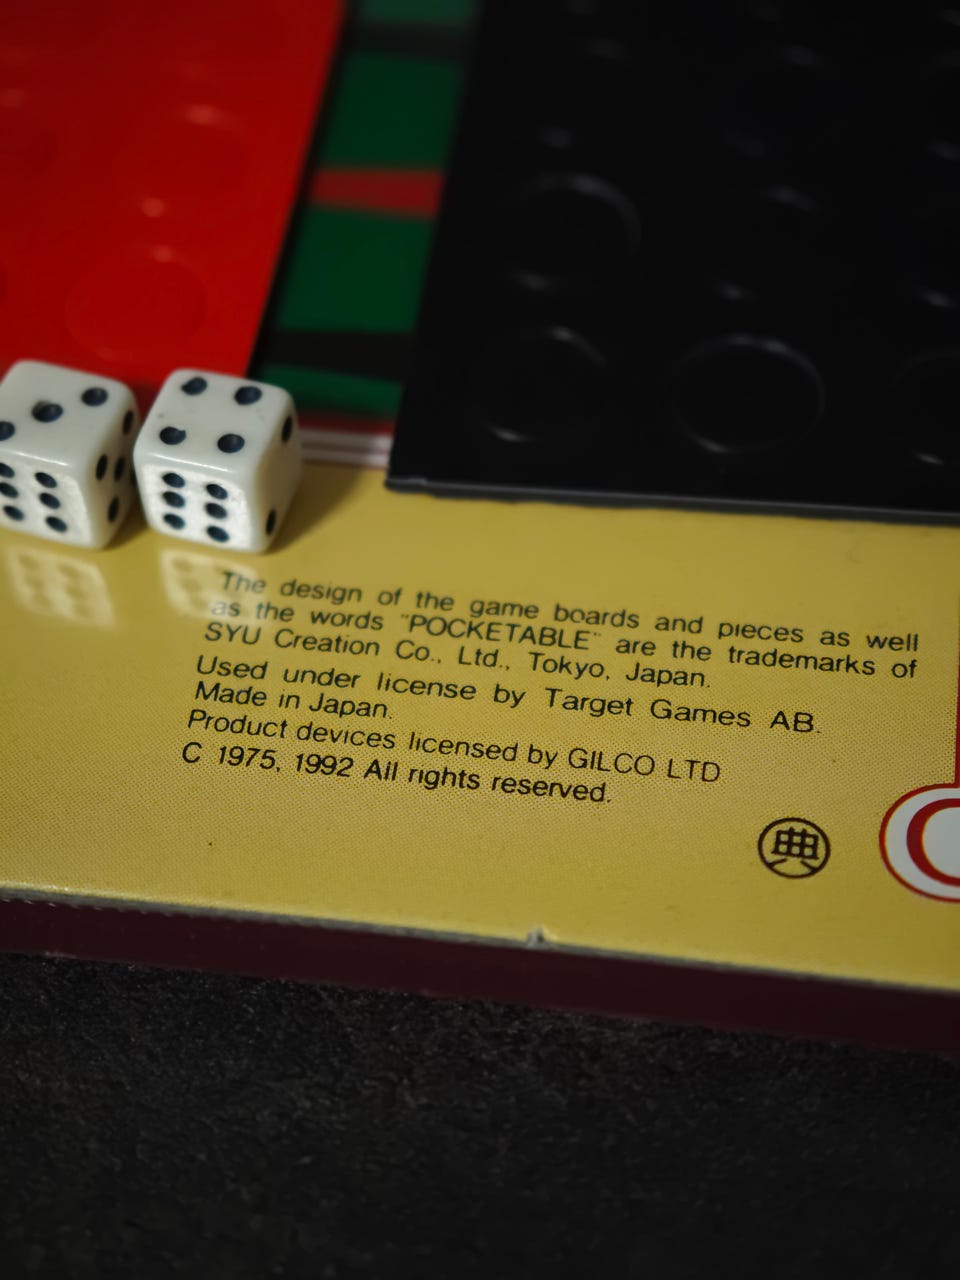 The design of the game boards and pieces as well
as the words "POCKETABLE" are the trademarks of
SYU Creation Co., Ltd., Tokyo, Japan.
Used under license by Target Games AB.
Made in Japan.
Product devices licensed by GILCO LTD
C 1975, 1992 All rights reserved.
典